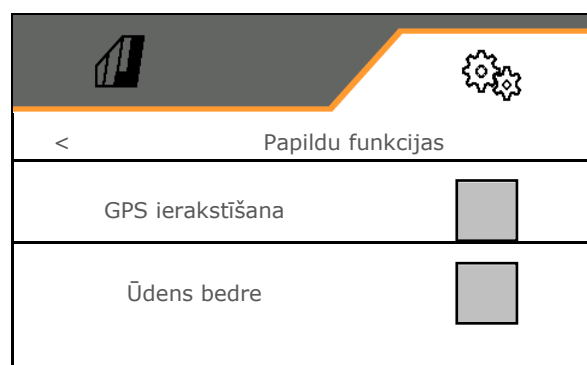 < Papildu funkcijas
GPS ierakstīšana
Ūdens bedre